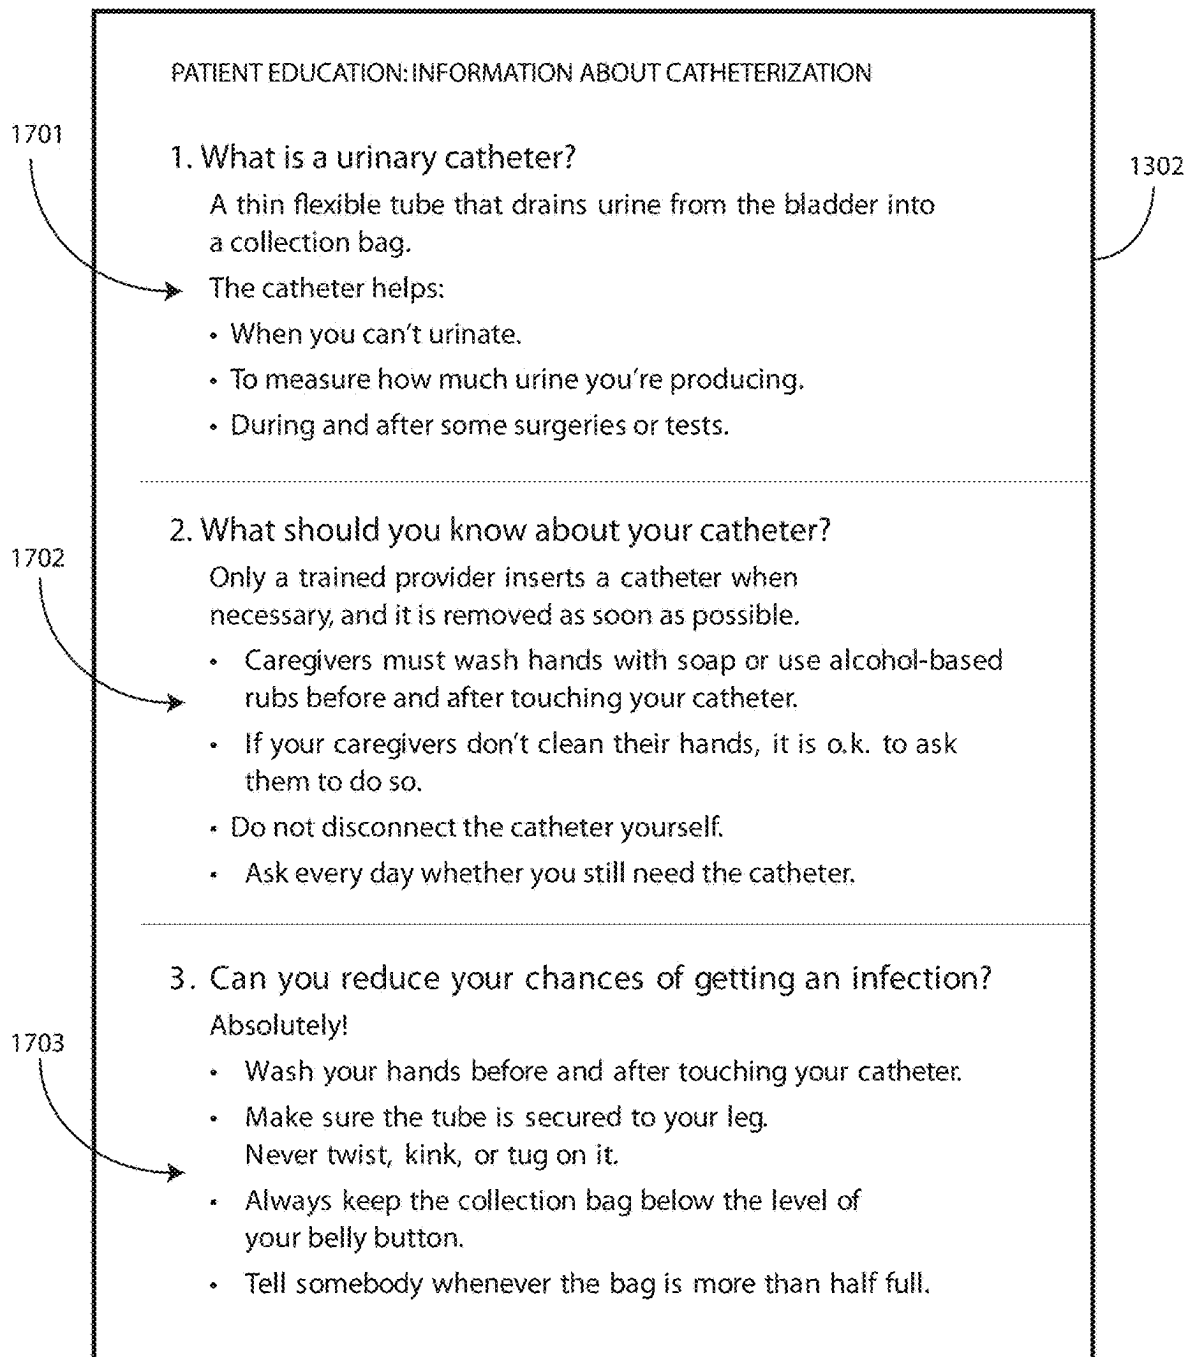 PATIENT EDUCATION: INFORMATION ABOUT CATHETERIZATION
1701
1. What is a urinary catheter?
1302
A thin flexible tube that drains urine from the bladder into
a collection bag.
The catheter helps:
• When you can't urinate.
• To measure how much urine you're producing.
• During and after some surgeries or tests.
2. What should you know about your catheter?
1702
Only a trained provider inserts a catheter when
necessary, and it is removed as soon as possible.
• Caregivers must wash hands with soap or use alcohol-based
rubs before and after touching your catheter.
• If your caregivers don't clean their hands, it is o.k. to ask
them to do so.
• Do not disconnect the catheter yourself.
• Ask every day whether you still need the catheter.
3. Can you reduce your chances of getting an infection?
Absolutely!
1703
• Wash your hands before and after touching your catheter.
• Make sure the tube is secured to your leg.
Never twist, kink, or tug on it.
• Always keep the collection bag below the level of
your belly button.
• Tell somebody whenever the bag is more than half full.